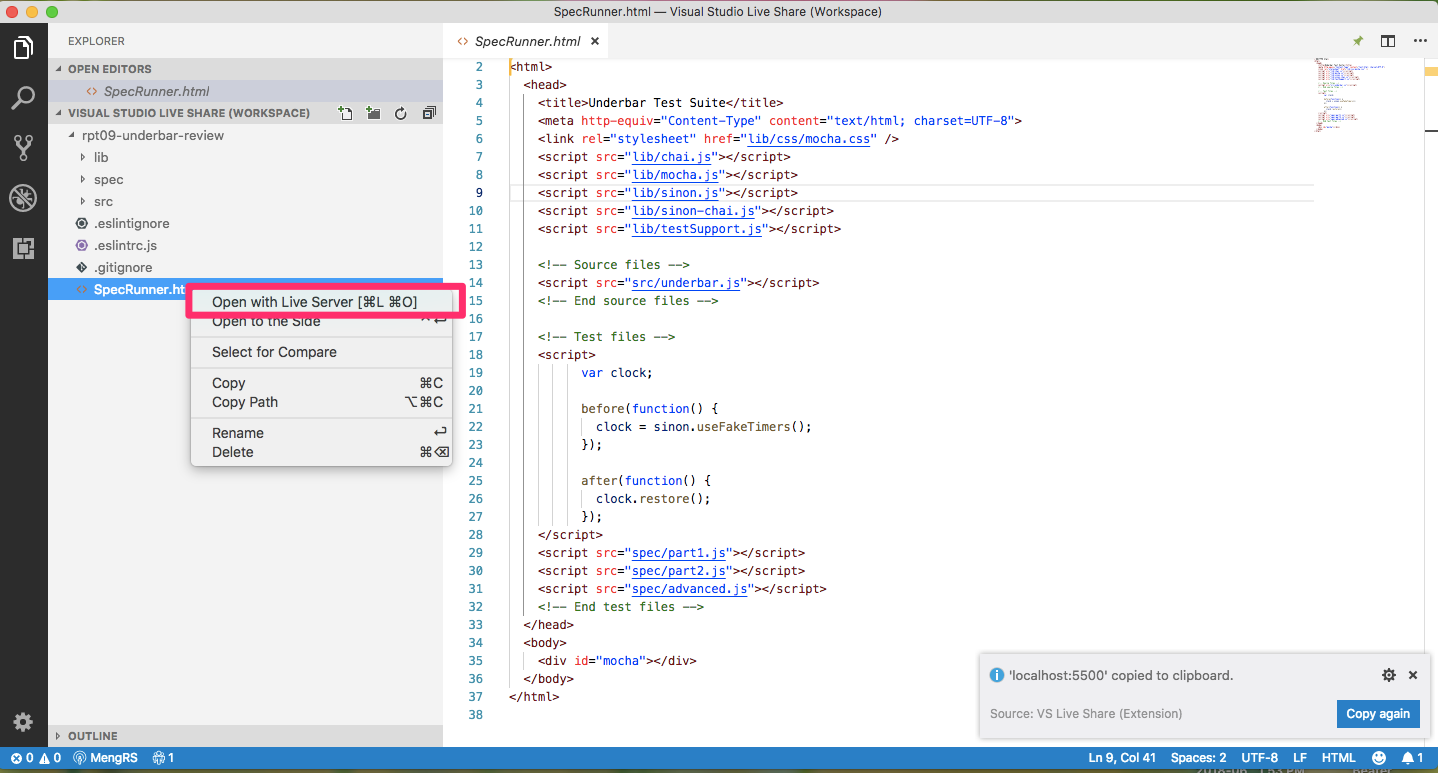 SpecRunner.html — Visual Studio Live Share (Workspace)
EXPLORER
OPEN EDITORS
<> SpecRunner.html
VISUAL STUDIO LIVE SHARE (WORKSPACE)
rpt09-underbar-review
lib
spec
src
.eslintignore
.eslintrc.js
.gitignore
<> SpecRunner.ht
Open with Live Server [⌘L ⌘O]
Open to the Side
Select for Compare
Copy ⌘C
Copy Path ⌥⌘C
Rename ↩
Delete ⌘⌫
OUTLINE
<> SpecRunner.html ×
2 <html>
3 <head>
4 <title>Underbar Test Suite</title>
5 <meta http-equiv="Content-Type" content="text/html; charset=UTF-8">
6 <link rel="stylesheet" href="lib/css/mocha.css" />
7 <script src="lib/chai.js"></script>
8 <script src="lib/mocha.js"></script>
9 <script src="lib/sinon.js"></script>
10 <script src="lib/sinon-chai.js"></script>
11 <script src="lib/testSupport.js"></script>
12
13 <!-- Source files -->
14 <script src="src/underbar.js"></script>
15 <!-- End source files -->
16
17 <!-- Test files -->
18 <script>
19 var clock;
20
21 before(function() {
22 clock = sinon.useFakeTimers();
23 });
24
25 after(function() {
26 clock.restore();
27 });
28 </script>
29 <script src="spec/part1.js"></script>
30 <script src="spec/part2.js"></script>
31 <script src="spec/advanced.js"></script>
32 <!-- End test files -->
33 </head>
34 <body>
35 <div id="mocha"></div>
36 </body>
37 </html>
38
'localhost:5500' copied to clipboard.
Source: VS Live Share (Extension)
Copy again
0 0 MengRS 1
Ln 9, Col 41 Spaces: 2 UTF-8 LF HTML 1